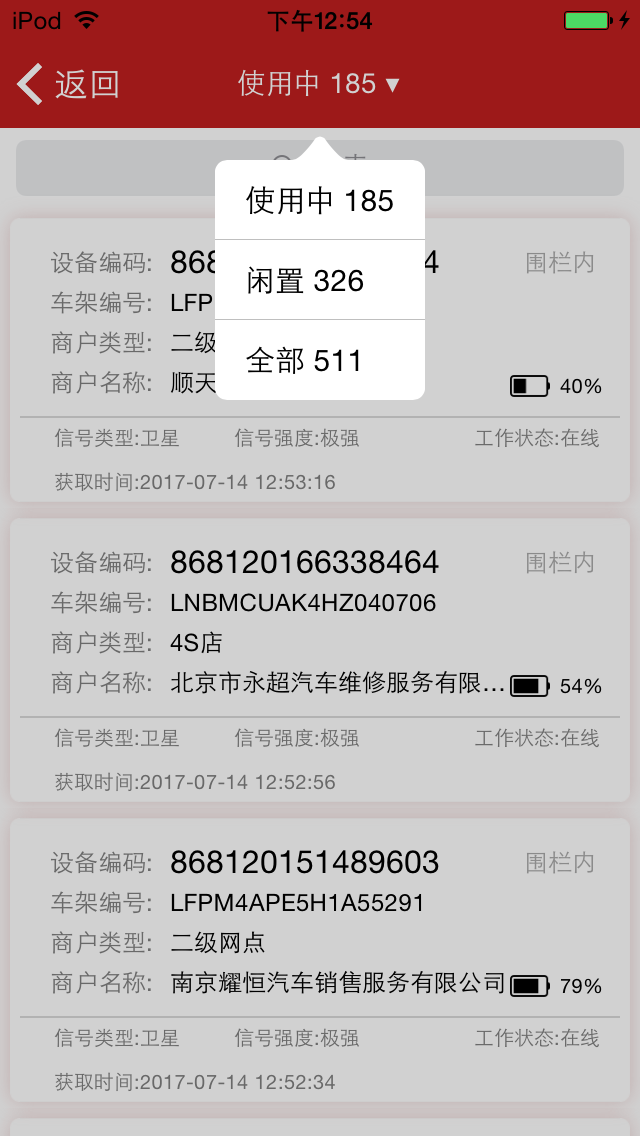 iPod 下午12:54
返回 使用中 185 ▼
使用中 185
闲置 326
全部 511
设备编码: 868 4 围栏内
车架编号: LFP
商户类型: 二级
商户名称: 顺天 40%
信号类型:卫星 信号强度:极强 工作状态:在线
获取时间:2017-07-14 12:53:16
设备编码: 868120166338464 围栏内
车架编号: LNBMCUAK4HZ040706
商户类型: 4S店
商户名称: 北京市永超汽车维修服务有限... 54%
信号类型:卫星 信号强度:极强 工作状态:在线
获取时间:2017-07-14 12:52:56
设备编码: 868120151489603 围栏内
车架编号: LFPM4APE5H1A55291
商户类型: 二级网点
商户名称: 南京耀恒汽车销售服务有限公司 79%
信号类型:卫星 信号强度:极强 工作状态:在线
获取时间:2017-07-14 12:52:34